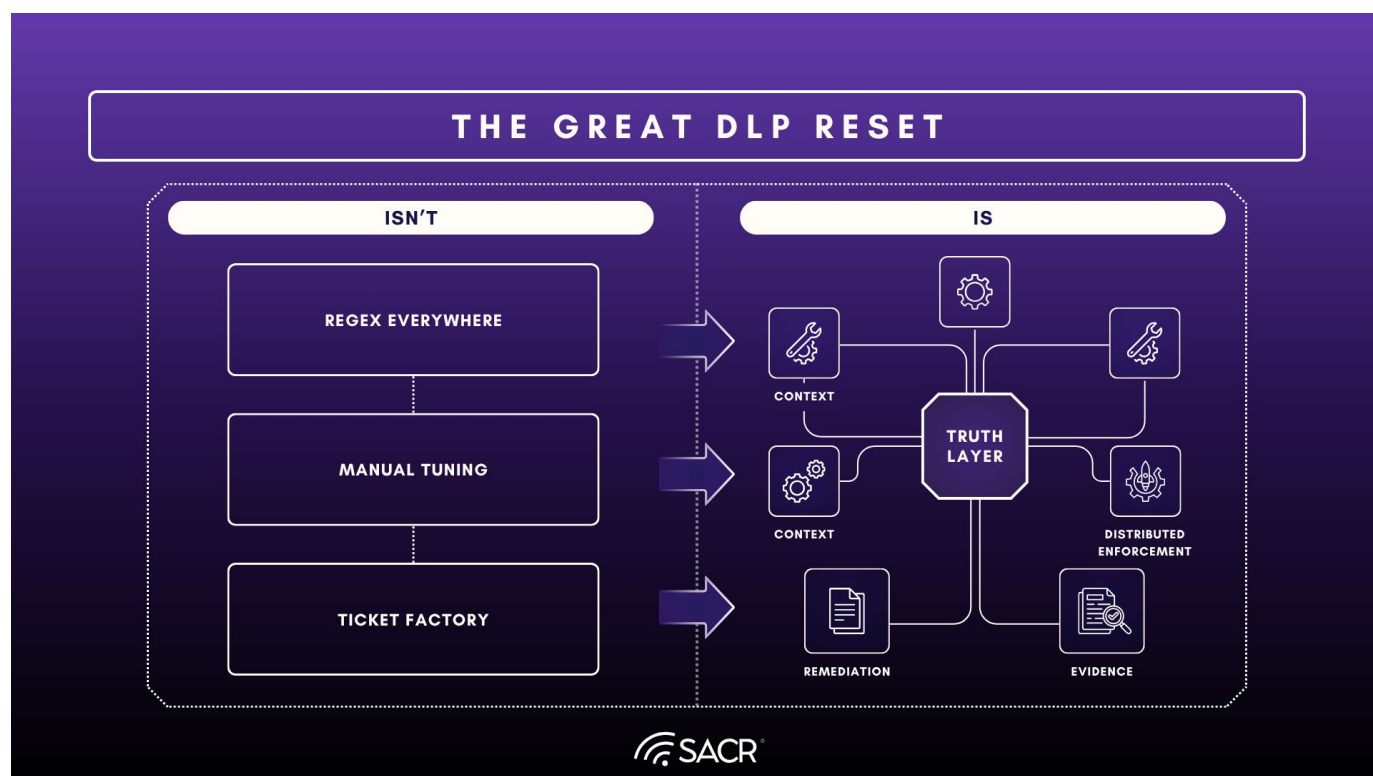 THE GREAT DLP RESET
ISN'T
REGEX EVERYWHERE
MANUAL TUNING
TICKET FACTORY
IS
CONTEXT
TRUTH
LAYER
CONTEXT
DISTRIBUTED
ENFORCEMENT
REMEDIATION
EVIDENCE
SACR®